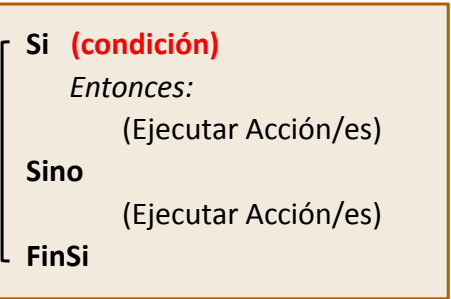 Si (condición)
Entonces:
(Ejecutar Acción/es)
Sino
(Ejecutar Acción/es)
FinSi